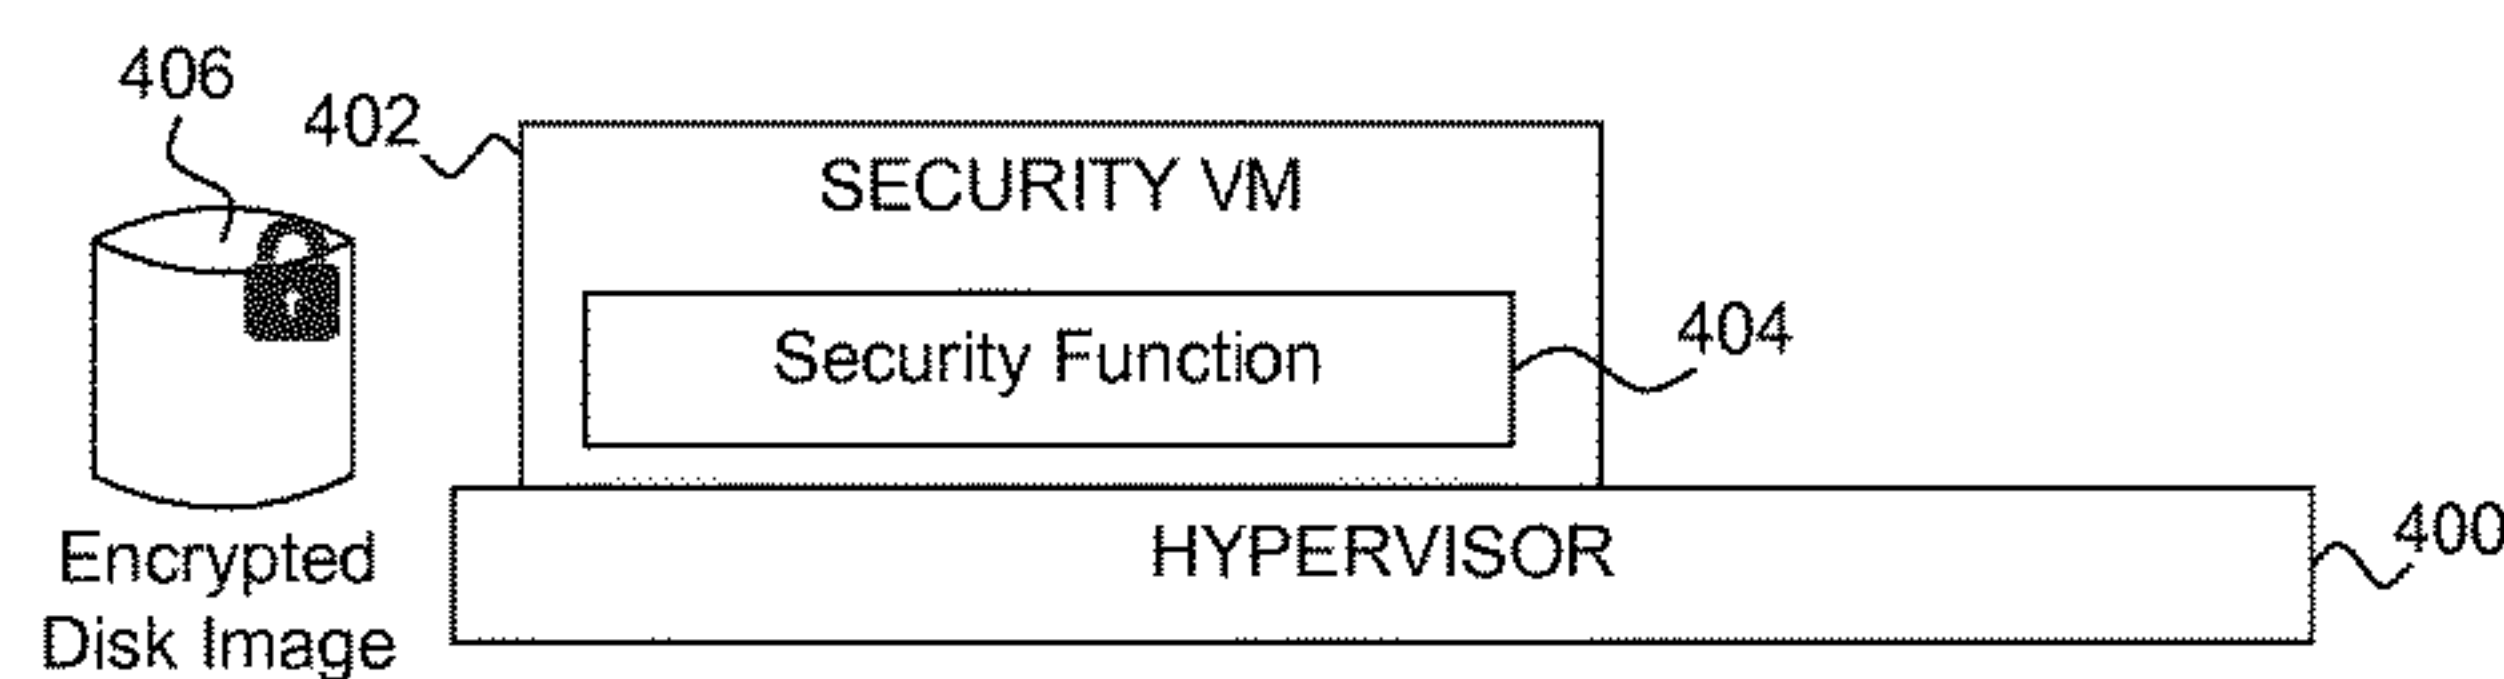 406
402
SECURITY VM
Security Function
404
HYPERVISOR
400
Encrypted
Disk Image